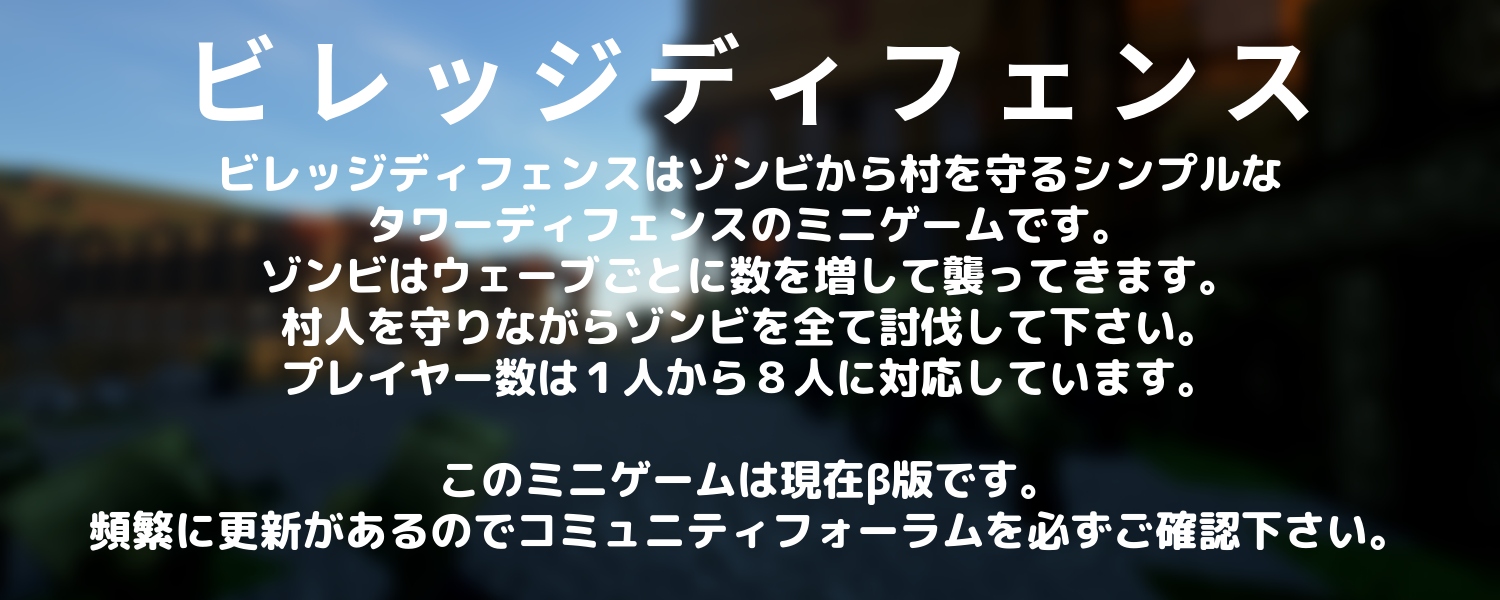 ビレッジディフェンス
ビレッジディフェンスはゾンビから村を守るシンプルな
タワーディフェンスのミニゲームです。
ゾンビはウェーブごとに数を増して襲ってきます。
村人を守りながらゾンビを全て討伐して下さい。
プレイヤー数は１人から８人に対応しています。
このミニゲームは現在β版です。
頻繁に更新があるのでコミュニティフォーラムを必ずご確認下さい。